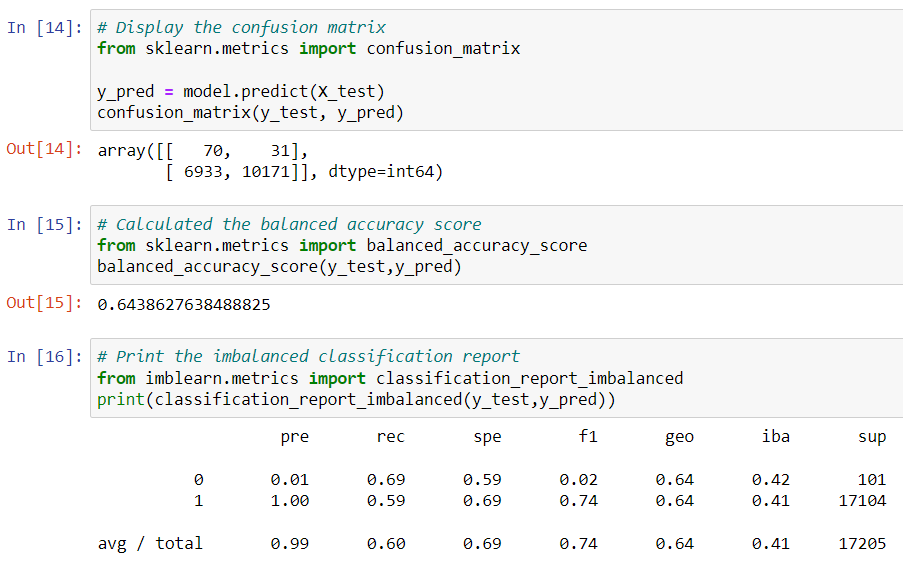 In [14]: # Display the confusion matrix
from sklearn.metrics import confusion_matrix
y_pred = model.predict(X_test)
confusion_matrix(y_test, y_pred)
Out[14]: array([[   70,    31],
       [ 6933, 10171]], dtype=int64)
In [15]: # Calculated the balanced accuracy score
from sklearn.metrics import balanced_accuracy_score
balanced_accuracy_score(y_test,y_pred)
Out[15]: 0.6438627638488825
In [16]: # Print the imbalanced classification report
from imblearn.metrics import classification_report_imbalanced
print(classification_report_imbalanced(y_test,y_pred))
pre rec spe f1 geo iba sup
0 0.01 0.69 0.59 0.02 0.64 0.42 101
1 1.00 0.59 0.69 0.74 0.64 0.41 17104
avg / total 0.99 0.60 0.69 0.74 0.64 0.41 17205